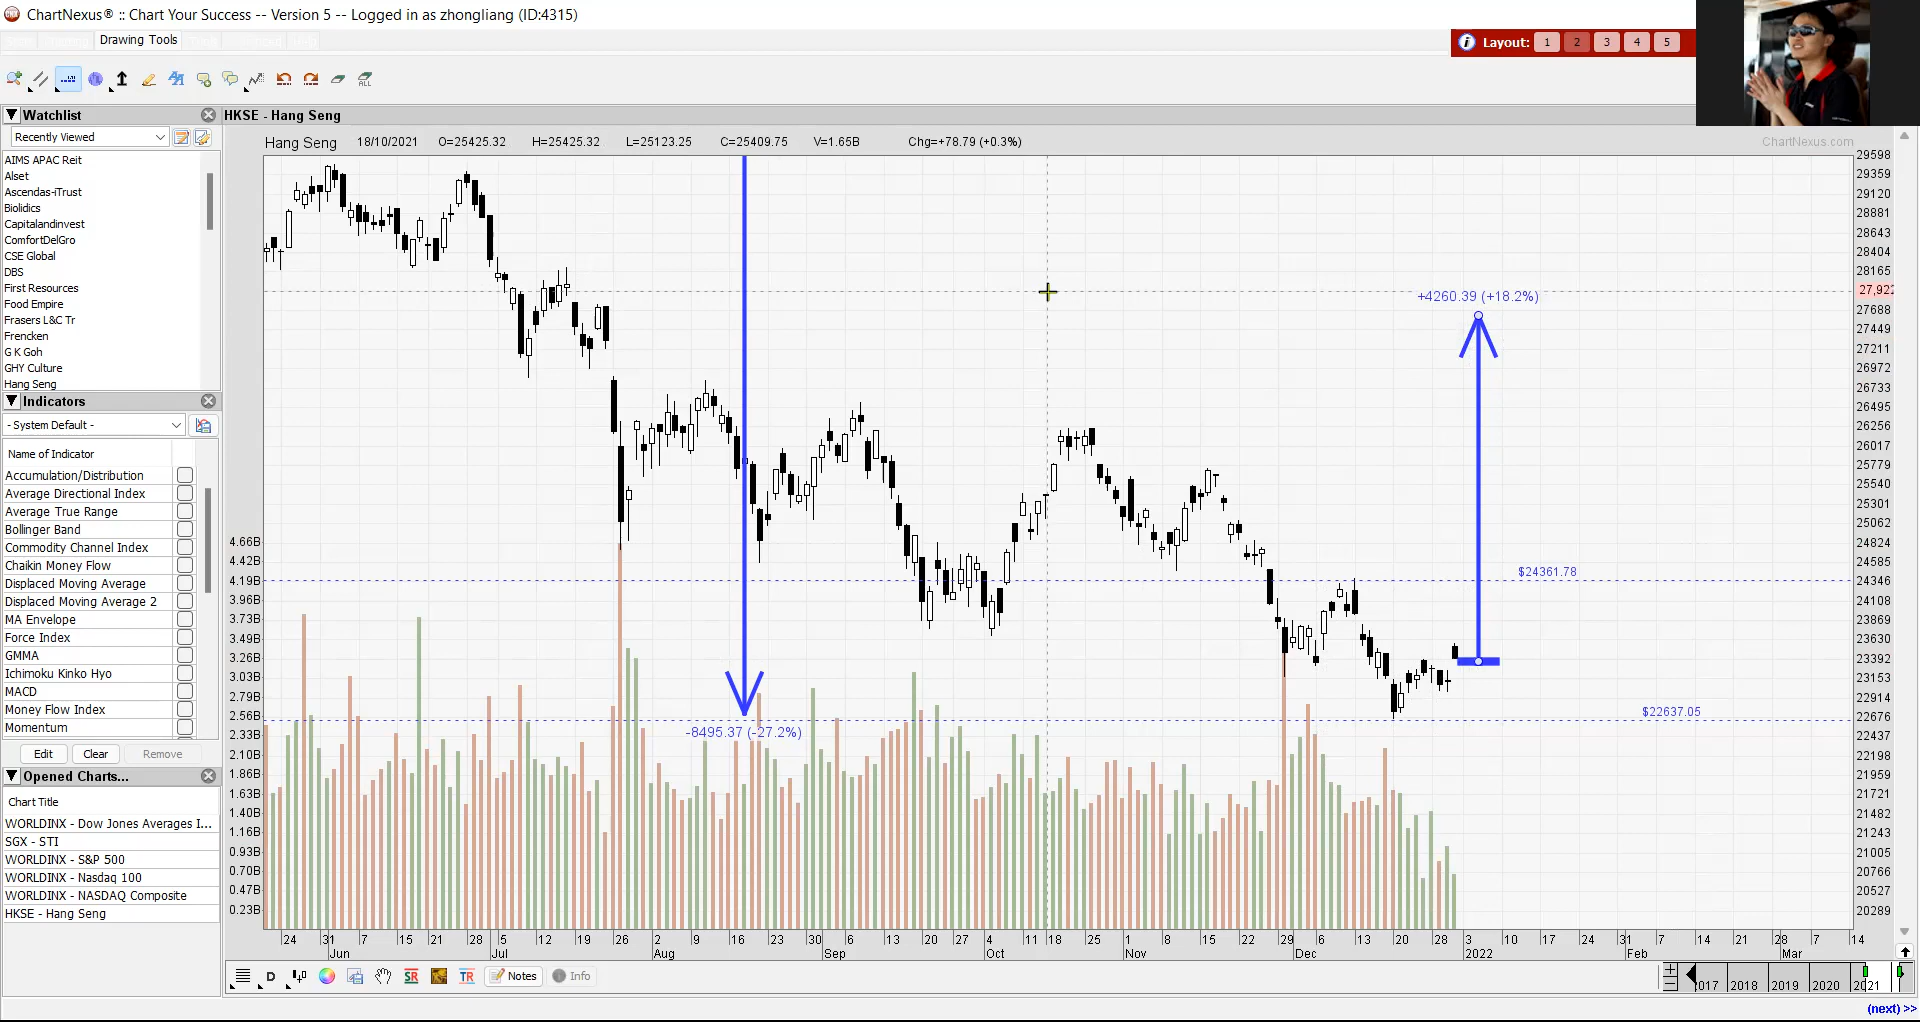 ChartNexus® :: Chart Your Success -- Version 5 -- Logged in as zhongliang (ID:4315)
Drawing Tools
Layout: 1 2 3 4 5
ALL
Watchlist
Recently Viewed
AIMS APAC Reit
Alset
Ascendas-iTrust
Biolidics
Capitalandinvest
ComfortDelGro
CSE Global
DBS
First Resources
Food Empire
Frasers L&C Tr
Frencken
G K Goh
GHY Culture
Hang Seng
Indicators
- System Default -
Name of Indicator
Accumulation/Distribution
Average Directional Index
Average True Range
Bollinger Band
Commodity Channel Index
Chaikin Money Flow
Displaced Moving Average
Displaced Moving Average 2
MA Envelope
Force Index
GMMA
Ichimoku Kinko Hyo
MACD
Money Flow Index
Momentum
Edit Clear Remove
Opened Charts...
Chart Title
WORLDINX - Dow Jones Averages I...
SGX - STI
WORLDINX - S&P 500
WORLDINX - Nasdaq 100
WORLDINX - NASDAQ Composite
HKSE - Hang Seng
HKSE - Hang Seng
Hang Seng 18/10/2021 O=25425.32 H=25425.32 L=25123.25 C=25409.75 V=1.65B Chg=+78.79 (+0.3%)
ChartNexus.com
+4260.39 (+18.2%)
$24361.78
$22637.05
-8495.37 (-27.2%)
4.66B
4.42B
4.19B
3.96B
3.73B
3.49B
3.26B
3.03B
2.79B
2.56B
2.33B
2.10B
1.86B
1.63B
1.40B
1.16B
0.93B
0.70B
0.47B
0.23B
29598
29359
29120
28881
28643
28404
28165
27,922
27688
27449
27211
26972
26733
26495
26256
26017
25779
25540
25301
25062
24824
24585
24346
24108
23869
23630
23392
23153
22914
22676
22437
22198
21959
21721
21482
21243
21005
20766
20527
20289
24 31 7 15 21 28 5 12 19 26 2 9 16 23 30 6 13 20 27 4 11 18 25 1 8 15 22 29 6 13 20 28 3 10 17 24 31 7 14 21 28 7 14
Jun Jul Aug Sep Oct Nov Dec 2022 Feb Mar
D SR TR Notes Info
2018 2019 2020 2021
(next) >>